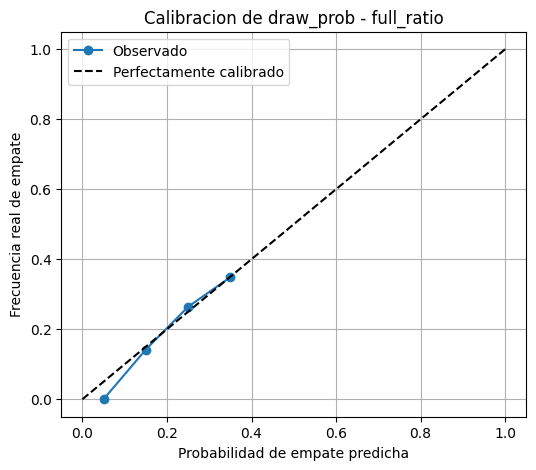 Calibracion de draw_prob - full_ratio
Observado
Perfectamente calibrado
Frecuencia real de empate
1.0
0.8
0.6
0.4
0.2
0.0
0.0 0.2 0.4 0.6 0.8 1.0
Probabilidad de empate predicha